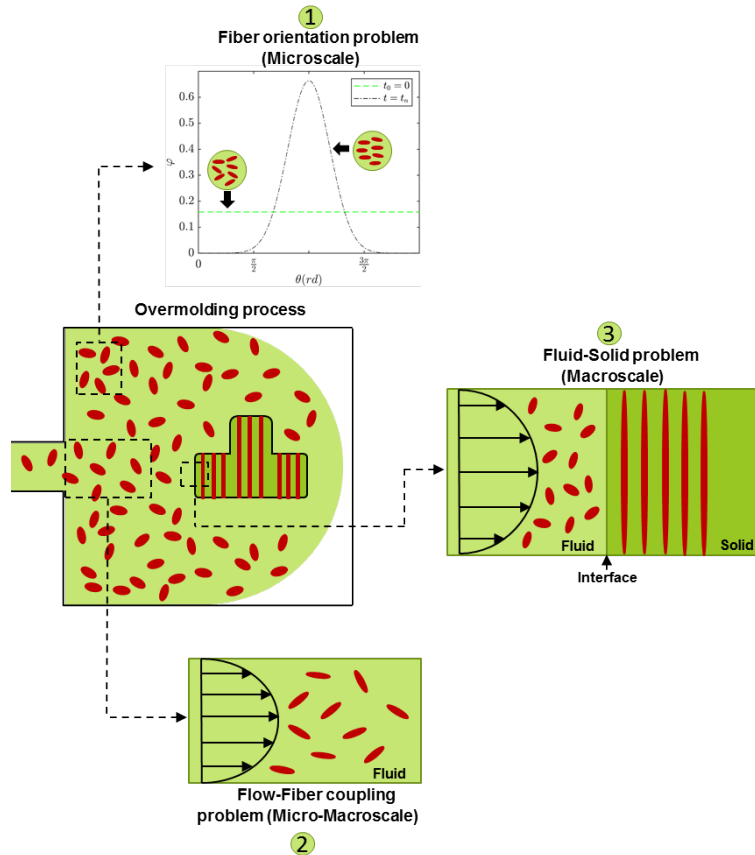 1
Fiber orientation problem
(Microscale)
t₀ = 0
t = tₙ
0.6
0.5
0.4
0.3
0.2
0.1
0
φ
0
π/2
3π/2
θ(rd)
Overmolding process
3
Fluid-Solid problem
(Macroscale)
Fluid
Solid
Interface
Fluid
Flow-Fiber coupling
problem (Micro-Macroscale)
2